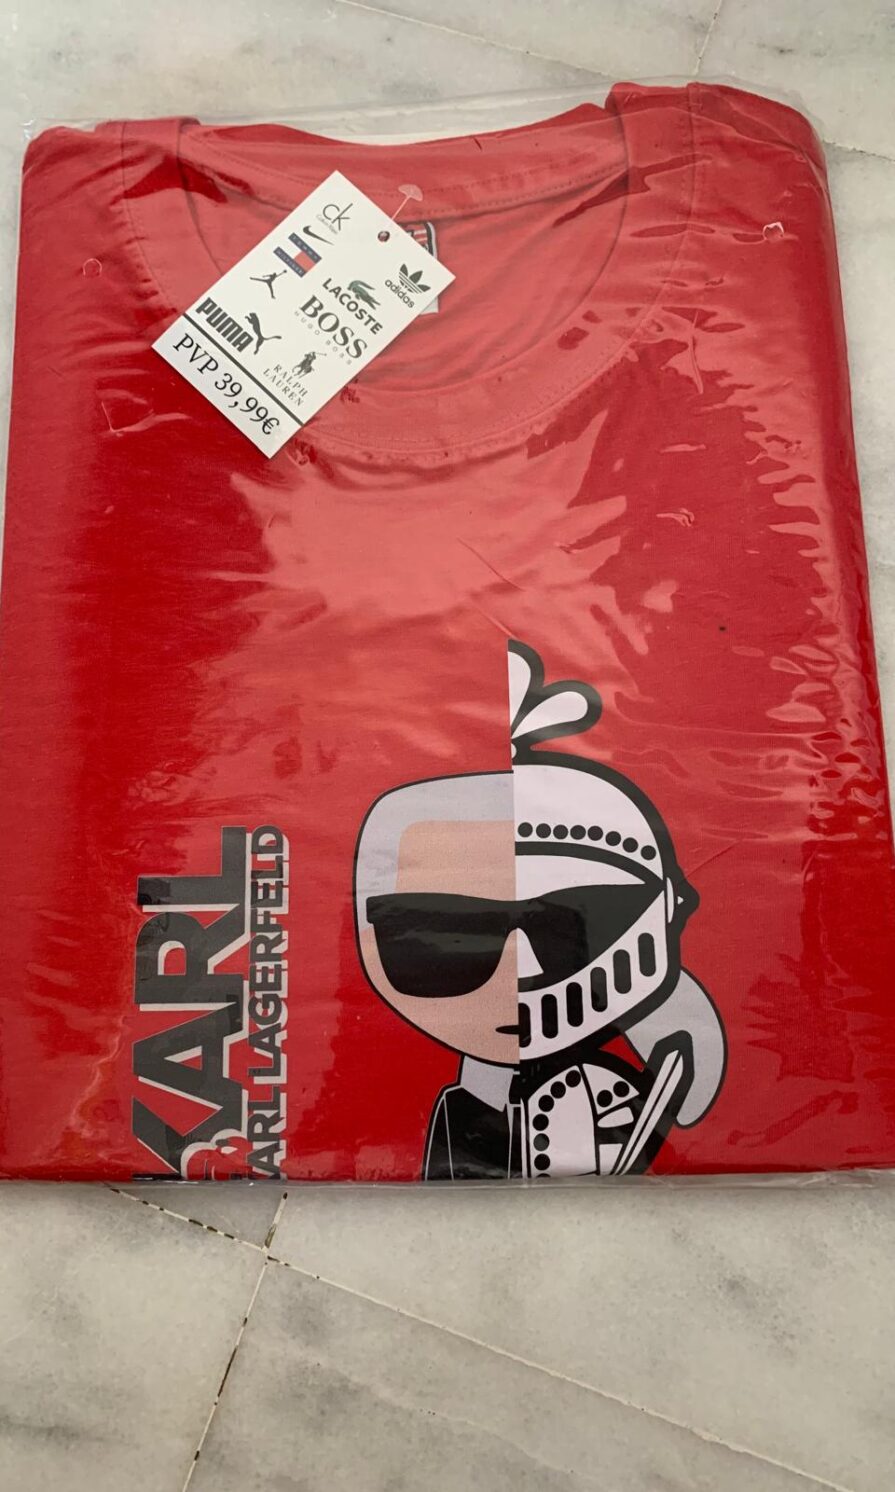 ck
Calvin Klein
adidas
LACOSTE
BOSS
HUGO BOSS
PUMA
RALPH
LAUREN
PVP 39,99€
KARL
KARL LAGERFELD